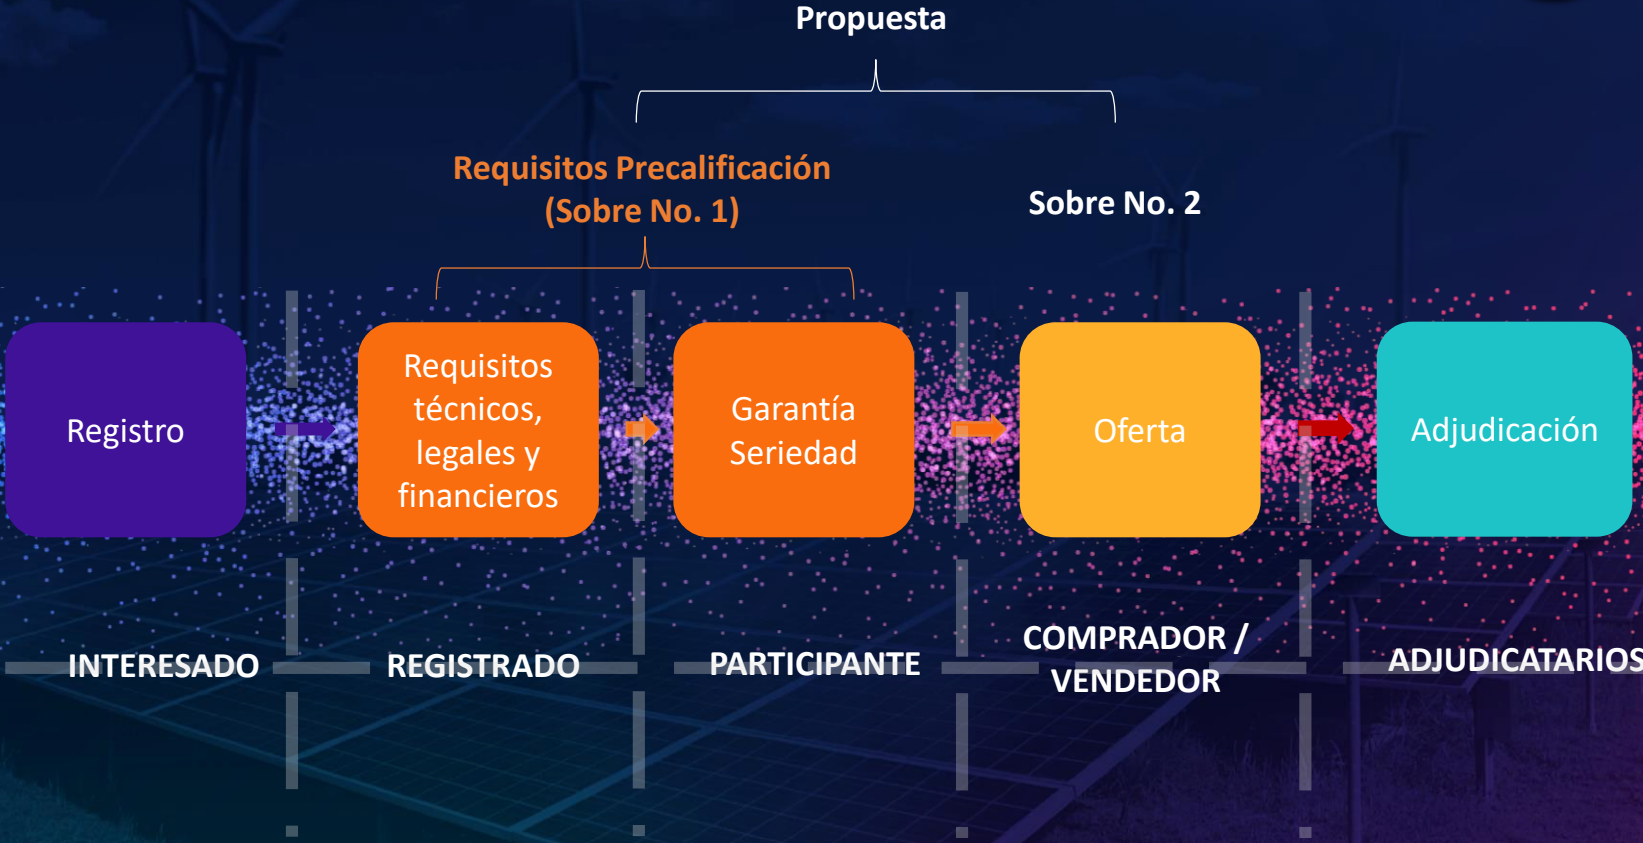 Propuesta
Requisitos Precalificación
(Sobre No. 1)
Sobre No. 2
Registro
Requisitos
técnicos,
legales y
financieros
Garantía
Seriedad
Oferta
Adjudicación
INTERESADO
REGISTRADO
PARTICIPANTE
COMPRADOR /
VENDEDOR
ADJUDICATARIOS